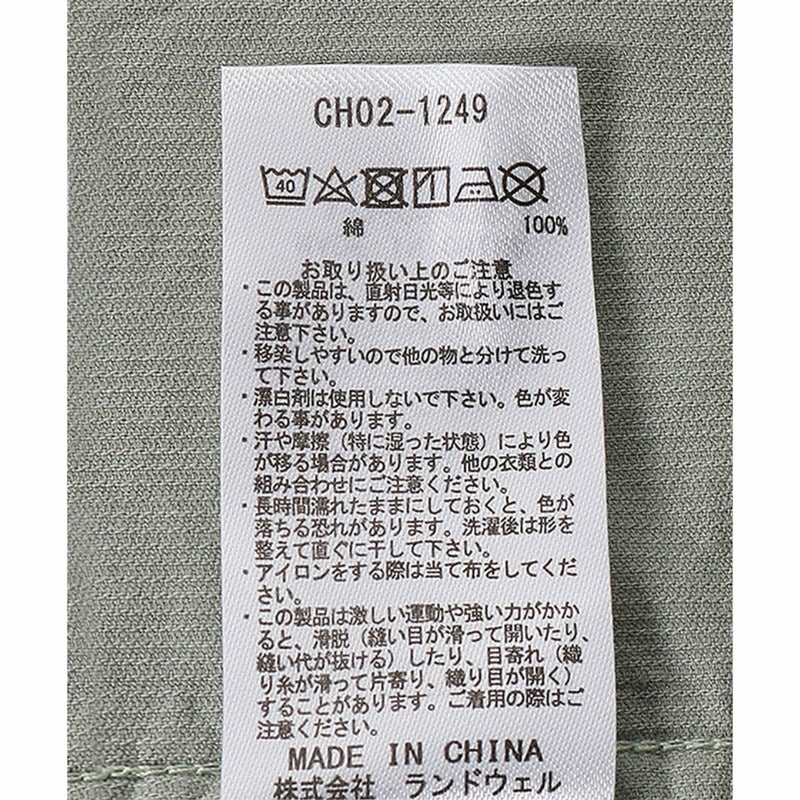 CH02-1249
40
綿 100%
お取り扱い上のご注意
・この製品は、直射日光等により退色す
る事がありますので、お取扱いにはご
注意下さい。
・移染しやすいので他の物と分けて洗っ
て下さい。
・漂白剤は使用しないで下さい。色が変
わる事があります。
・汗や摩擦（特に湿った状態）により色
が移る場合があります。他の衣類との
組み合わせにご注意ください。
・長時間濡れたままにしておくと、色が
落ちる恐れがあります。洗濯後は形を
整えて直ぐに干して下さい。
・アイロンをする際は当て布をしてくだ
さい。
・この製品は激しい運動や強い力がかか
ると、滑脱（縫い目が滑って開いたり、
縫い代が抜ける）したり、目寄れ（織
り糸が滑って片寄り、織り目が開く）
することがあります。ご着用の際はご
注意ください。
MADE IN CHINA
株式会社 ランドウェル